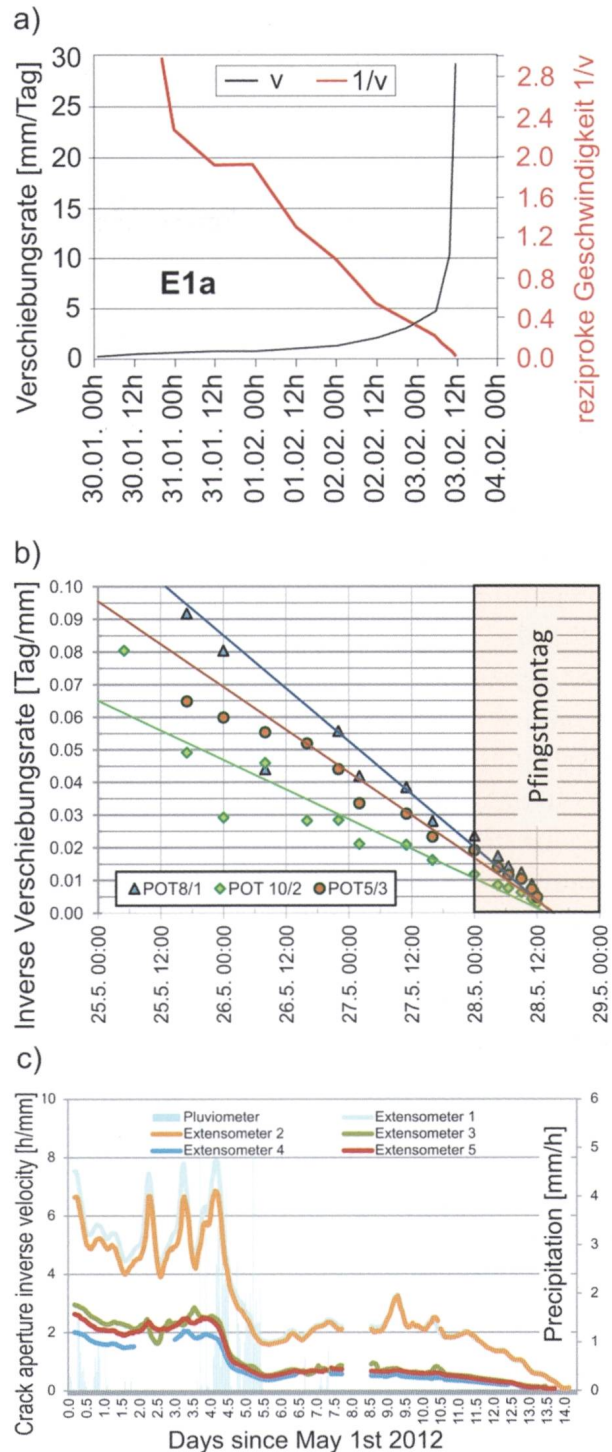 a)
Verschiebungsrate [mm/Tag]
30
25
20
15
10
5
0
v 1/v
E1a
2.8
2.4
2.0
1.6
1.2
0.8
0.4
0.0
reziproke Geschwindigkeit 1/v
30.01. 00h
30.01. 12h
31.01. 00h
31.01. 12h
01.02. 00h
01.02. 12h
02.02. 00h
02.02. 12h
03.02. 00h
03.02. 12h
04.02. 00h
b)
Inverse Verschiebungsrate [Tag/mm]
0.10
0.09
0.08
0.07
0.06
0.05
0.04
0.03
0.02
0.01
0.00
Pfingstmontag
POT8/1 POT 10/2 POT5/3
25.5. 00:00
25.5. 12:00
26.5. 00:00
26.5. 12:00
27.5. 00:00
27.5. 12:00
28.5. 00:00
28.5. 12:00
29.5. 00:00
c)
Crack aperture inverse velocity [h/mm]
10
8
6
4
2
0
Pluviometer Extensometer 1
Extensometer 2 Extensometer 3
Extensometer 4 Extensometer 5
6
5
4
3
2
1
0
Precipitation [mm/h]
0.0
0.5
1.0
1.5
2.0
2.5
3.0
3.5
4.0
4.5
5.0
5.5
6.0
6.5
7.0
7.5
8.0
8.5
9.0
9.5
10.0
10.5
11.0
11.5
12.0
12.5
13.0
13.5
14.0
Days since May 1st 2012